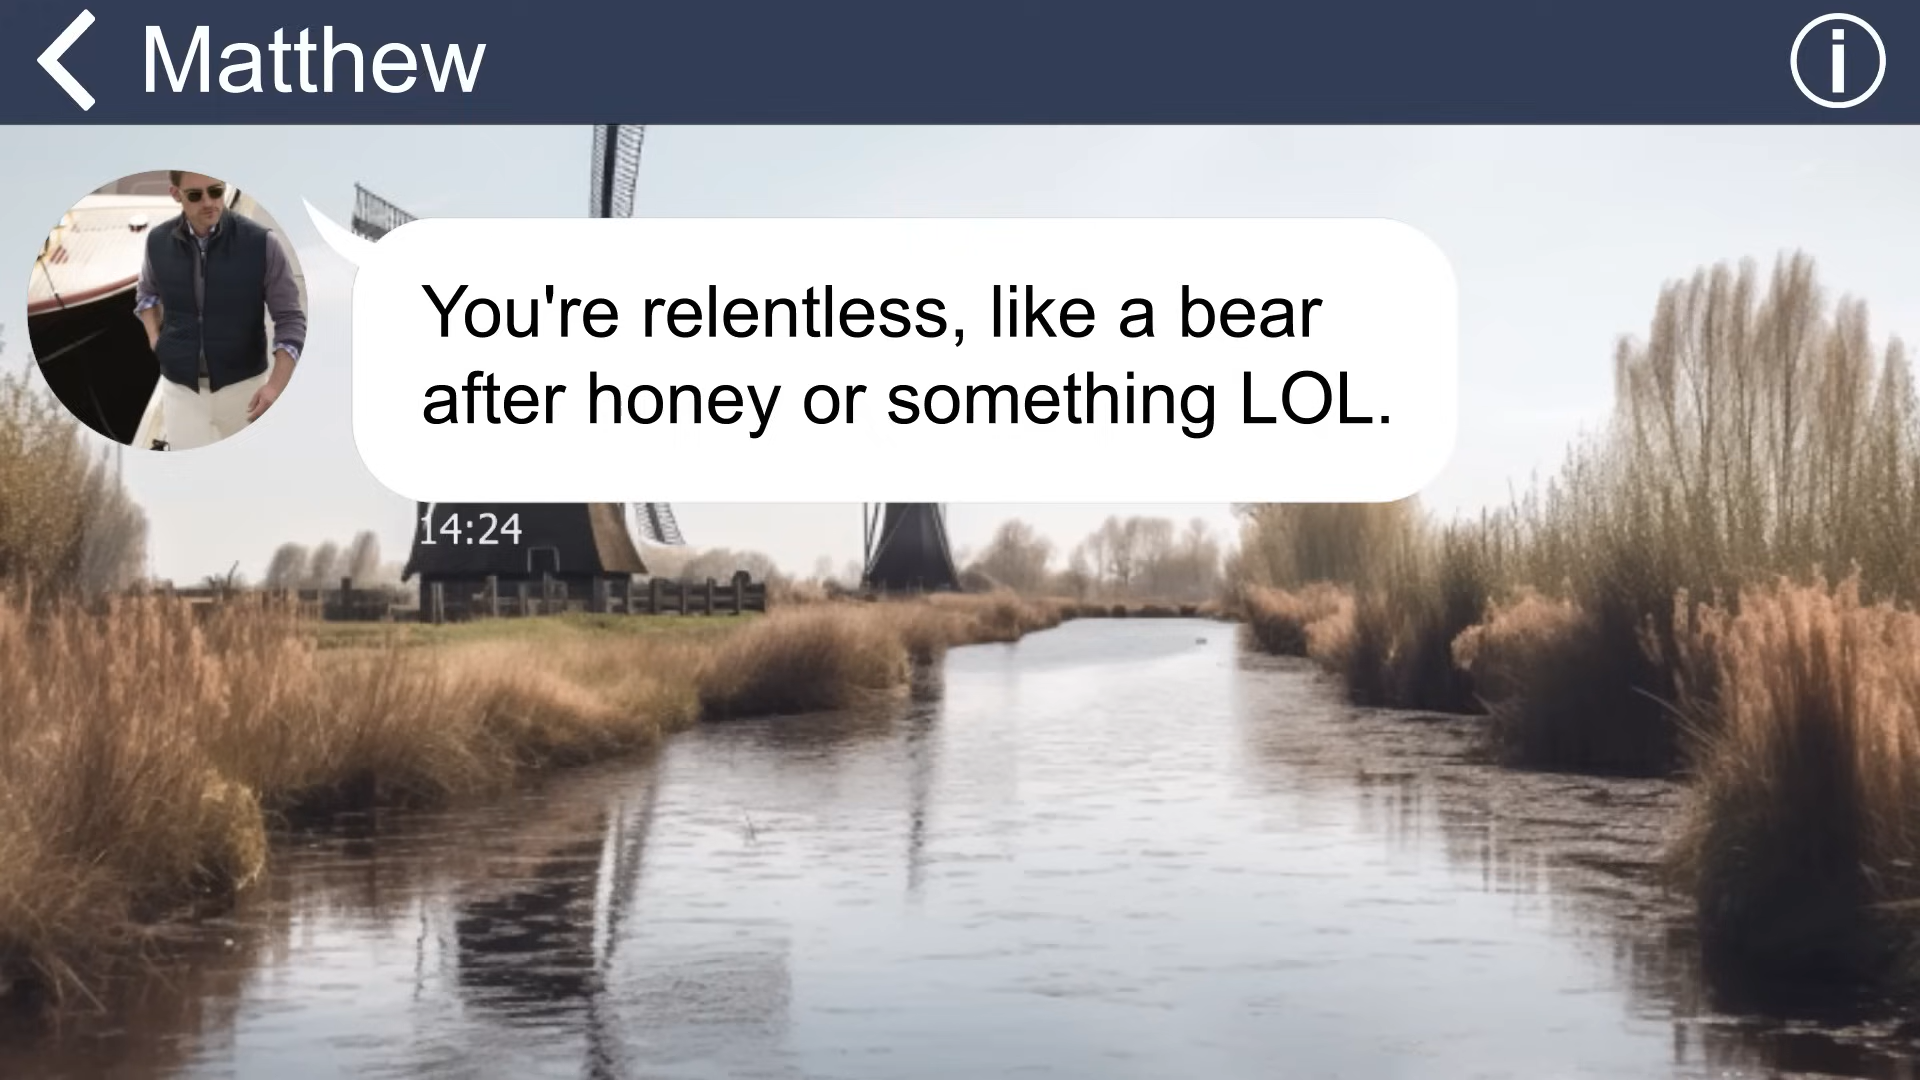 Matthew
You're relentless, like a bear
after honey or something LOL.
14:24